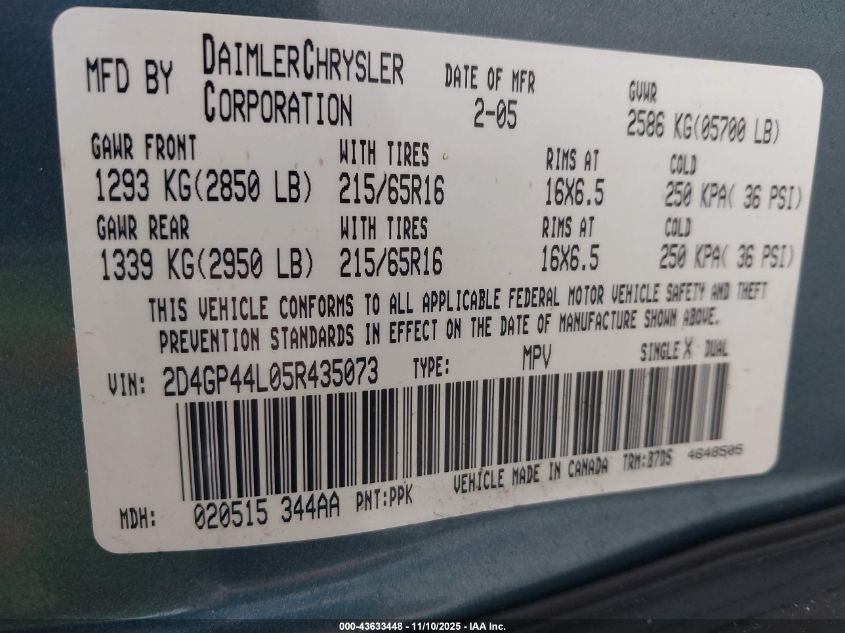 MFD BY DAIMLERCHRYSLER CORPORATION
DATE OF MFR 2-05
GVWR 2586 KG(05700 LB)
GAWR FRONT WITH TIRES RIMS AT COLD
1293 KG(2850 LB) 215/65R16 16X6.5 250 KPA( 36 PSI)
GAWR REAR WITH TIRES RIMS AT COLD
1339 KG(2950 LB) 215/65R16 16X6.5 250 KPA( 36 PSI)
THIS VEHICLE CONFORMS TO ALL APPLICABLE FEDERAL MOTOR VEHICLE SAFETY AND THEFT
PREVENTION STANDARDS IN EFFECT ON THE DATE OF MANUFACTURE SHOWN ABOVE.
VIN: 2D4GP44L05R435073 TYPE: MPV SINGLE X DUAL
MDH: 020515 344AA PNT:PPK VEHICLE MADE IN CANADA TRM:B7D5 4648505
000-43633448 - 11/10/2025 - IAA Inc.